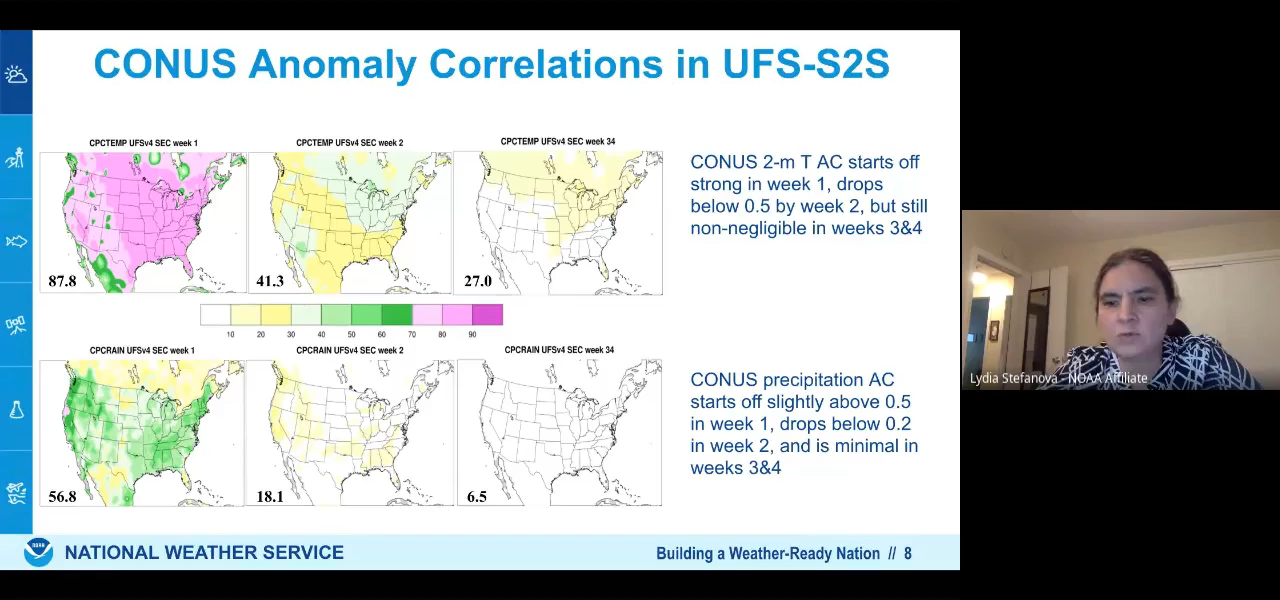 CONUS Anomaly Correlations in UFS-S2S
CPCTEMP UFSv4 SEC week 1
CPCTEMP UFSv4 SEC week 2
CPCTEMP UFSv4 SEC week 34
87.8
41.3
27.0
CONUS 2-m T AC starts off
strong in week 1, drops
below 0.5 by week 2, but still
non-negligible in weeks 3&4
10 20 30 40 50 60 70 80 90
CPCRAIN UFSv4 SEC week 1
CPCRAIN UFSv4 SEC week 2
CPCRAIN UFSv4 SEC week 34
56.8
18.1
6.5
CONUS precipitation AC
starts off slightly above 0.5
in week 1, drops below 0.2
in week 2, and is minimal in
weeks 3&4
Lydia Stefanova - NOAA Affiliate
NOAA
NATIONAL WEATHER SERVICE
Building a Weather-Ready Nation // 8